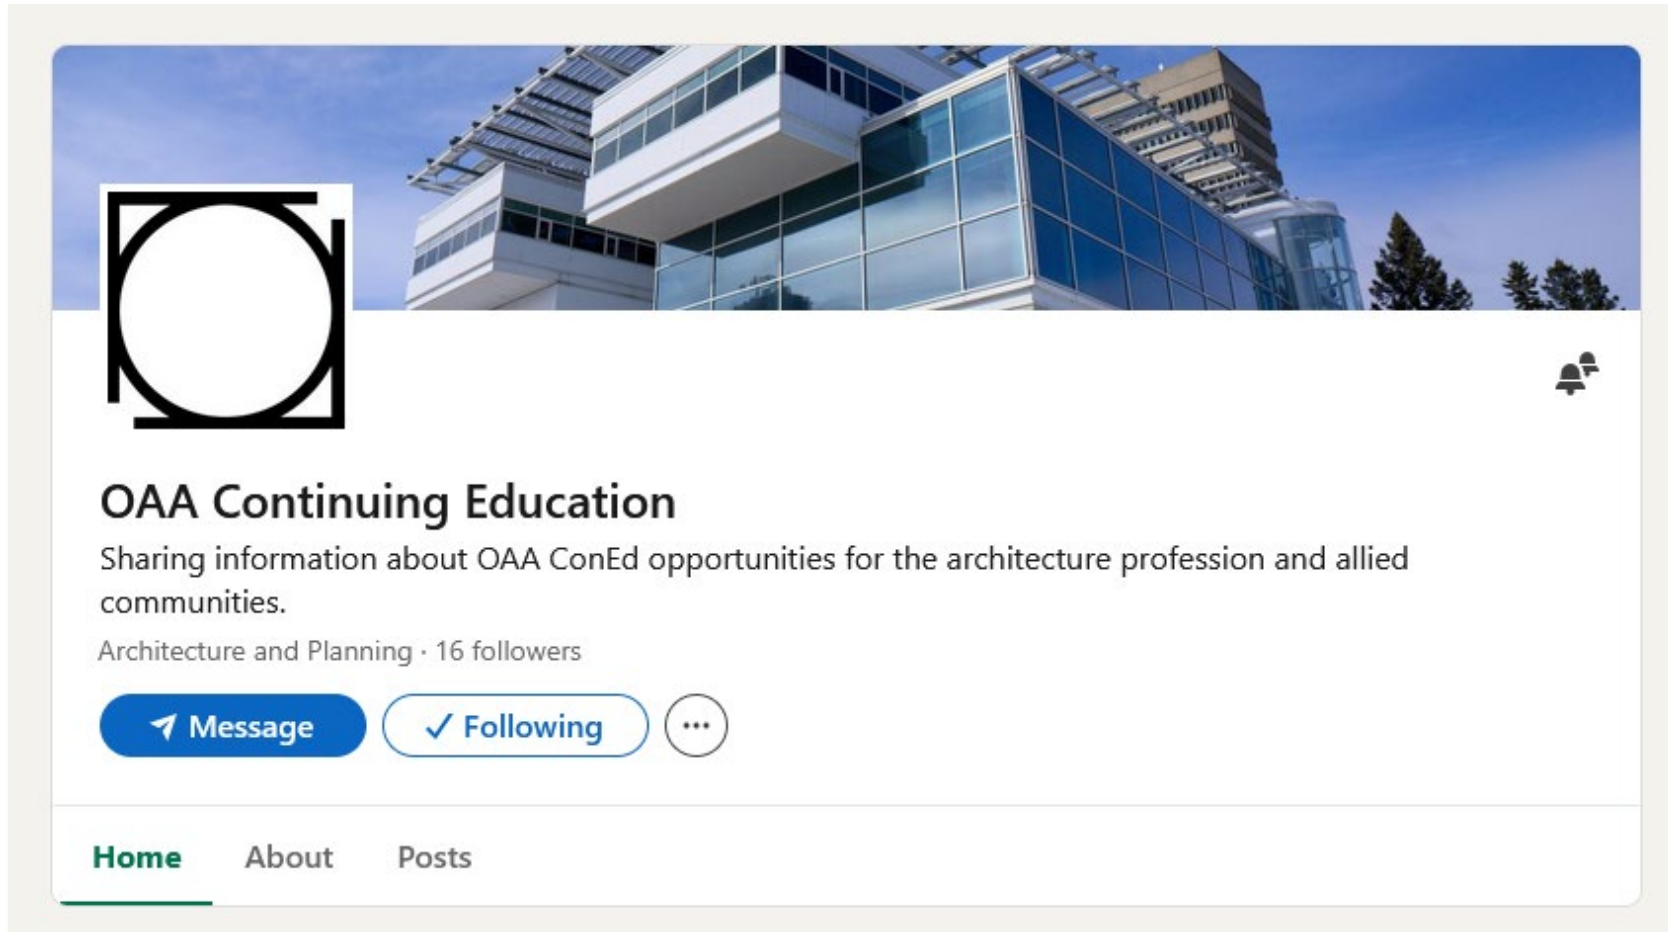 OAA Continuing Education
Sharing information about OAA ConEd opportunities for the architecture profession and allied
communities.
Architecture and Planning · 16 followers
Message Following
Home About Posts